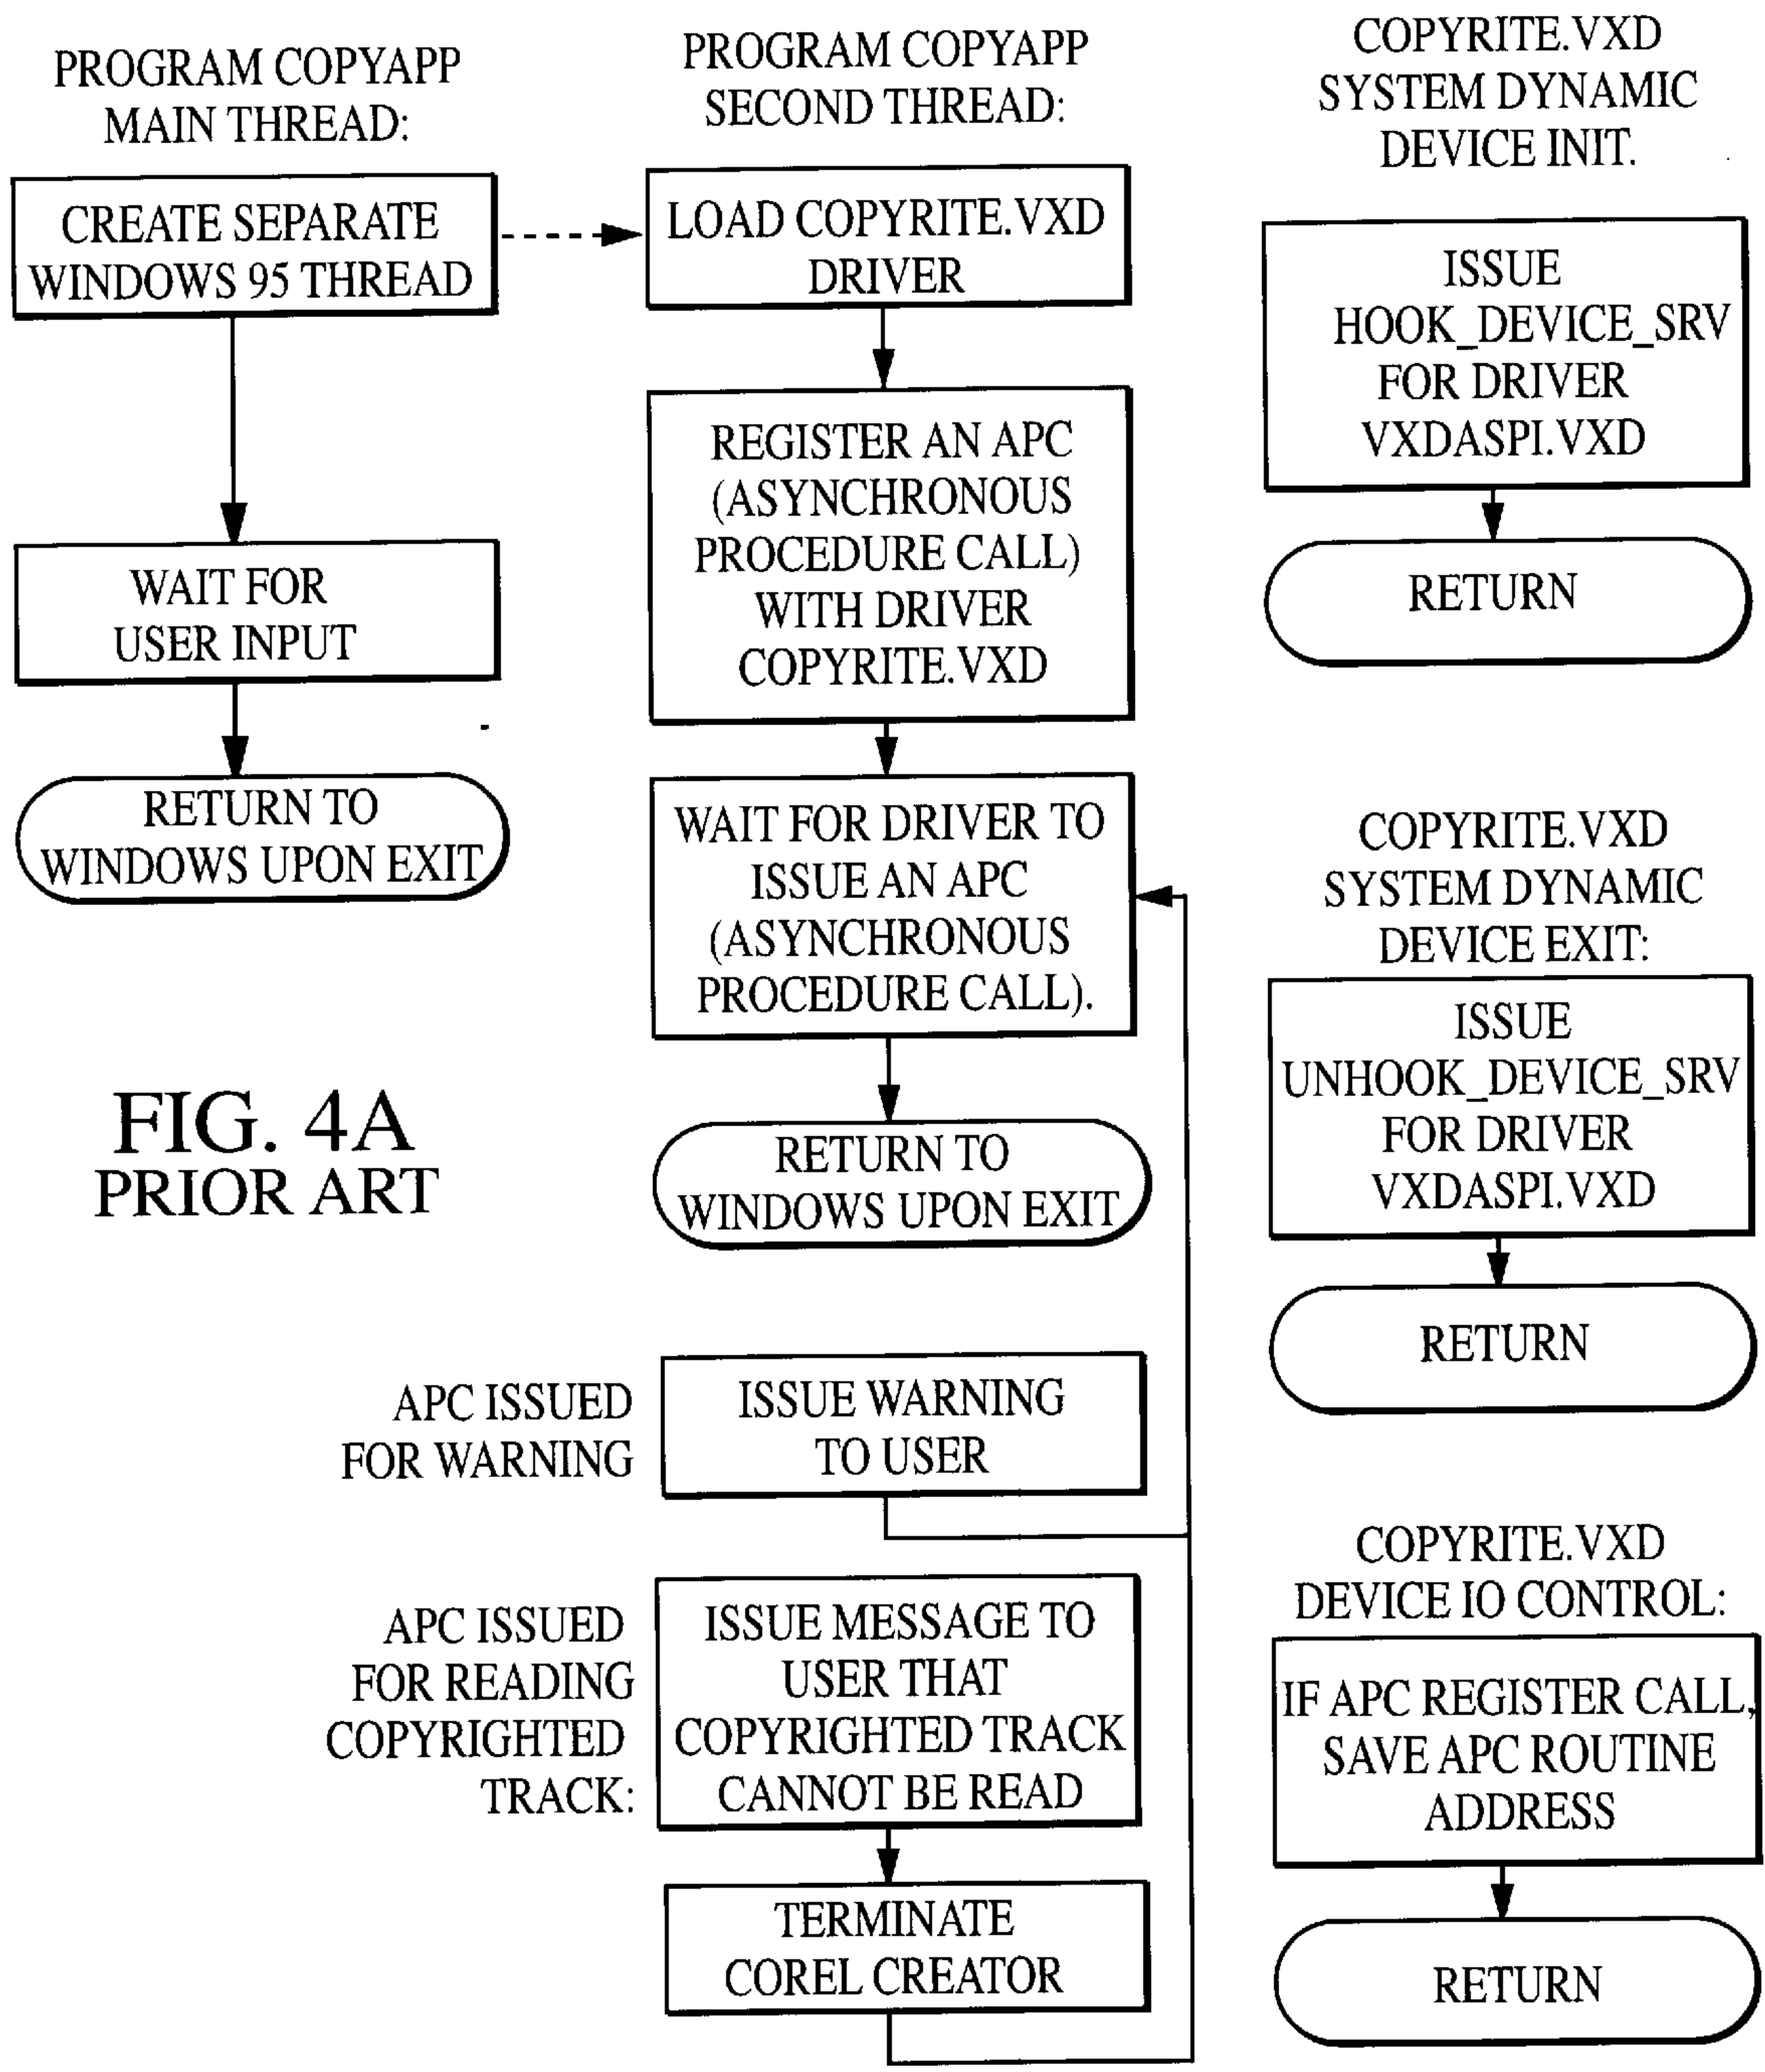 PROGRAM COPYAPP
MAIN THREAD:
CREATE SEPARATE
WINDOWS 95 THREAD
WAIT FOR
USER INPUT
RETURN TO
WINDOWS UPON EXIT
FIG. 4A
PRIOR ART
PROGRAM COPYAPP
SECOND THREAD:
LOAD COPYRITE.VXD
DRIVER
REGISTER AN APC
(ASYNCHRONOUS
PROCEDURE CALL)
WITH DRIVER
COPYRITE.VXD
WAIT FOR DRIVER TO
ISSUE AN APC
(ASYNCHRONOUS
PROCEDURE CALL).
RETURN TO
WINDOWS UPON EXIT
APC ISSUED
FOR WARNING
ISSUE WARNING
TO USER
APC ISSUED
FOR READING
COPYRIGHTED
TRACK:
ISSUE MESSAGE TO
USER THAT
COPYRIGHTED TRACK
CANNOT BE READ
TERMINATE
COREL CREATOR
COPYRITE.VXD
SYSTEM DYNAMIC
DEVICE INIT.
ISSUE
HOOK_DEVICE_SRV
FOR DRIVER
VXDASPI.VXD
RETURN
COPYRITE.VXD
SYSTEM DYNAMIC
DEVICE EXIT:
ISSUE
UNHOOK_DEVICE_SRV
FOR DRIVER
VXDASPI.VXD
RETURN
COPYRITE.VXD
DEVICE IO CONTROL:
IF APC REGISTER CALL,
SAVE APC ROUTINE
ADDRESS
RETURN